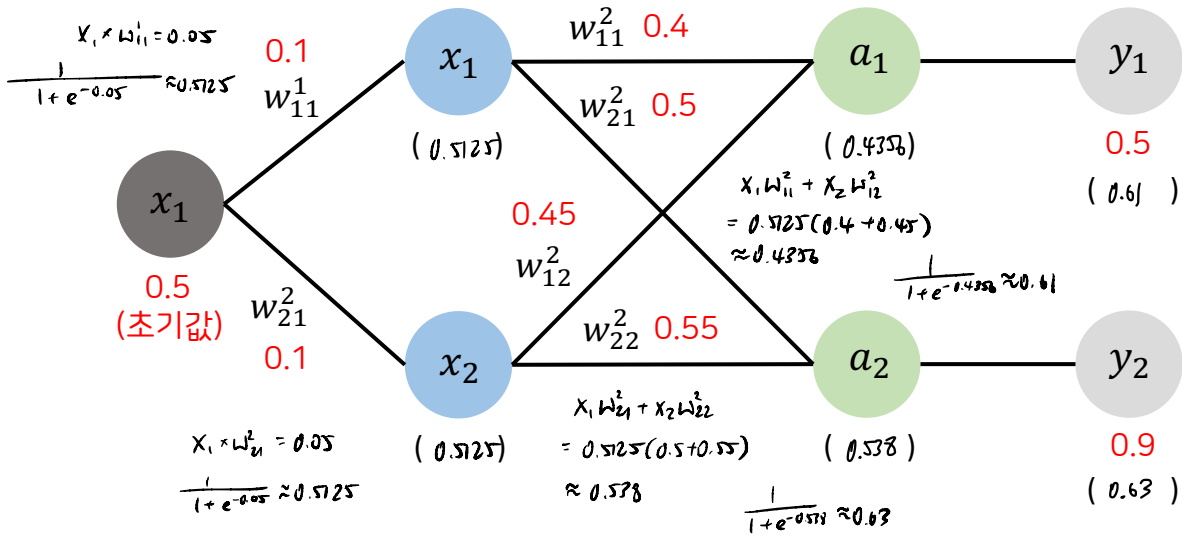 x₁ × w¹₁₁ = 0.05
1 / (1 + e^-0.05) ≈ 0.5125
0.1
w¹₁₁
x₁
(0.5125)
w²₁₁ 0.4
w²₂₁ 0.5
a₁
(0.4356)
y₁
0.5
(0.61)
x₁
0.5
(초기값)
w²₂₁
0.1
0.45
w²₁₂
x₁w²₁₁ + x₂w²₁₂
= 0.5125(0.4+0.45)
≈ 0.4356
1 / (1 + e^-0.4356) ≈ 0.61
w²₂₂ 0.55
x₂
(0.5125)
x₁ × w²₂₁ = 0.05
1 / (1 + e^-0.05) ≈ 0.5125
x₁w²₂₁ + x₂w²₂₂
= 0.5125(0.5+0.55)
≈ 0.538
a₂
(0.538)
1 / (1 + e^-0.538) ≈ 0.63
y₂
0.9
(0.63)